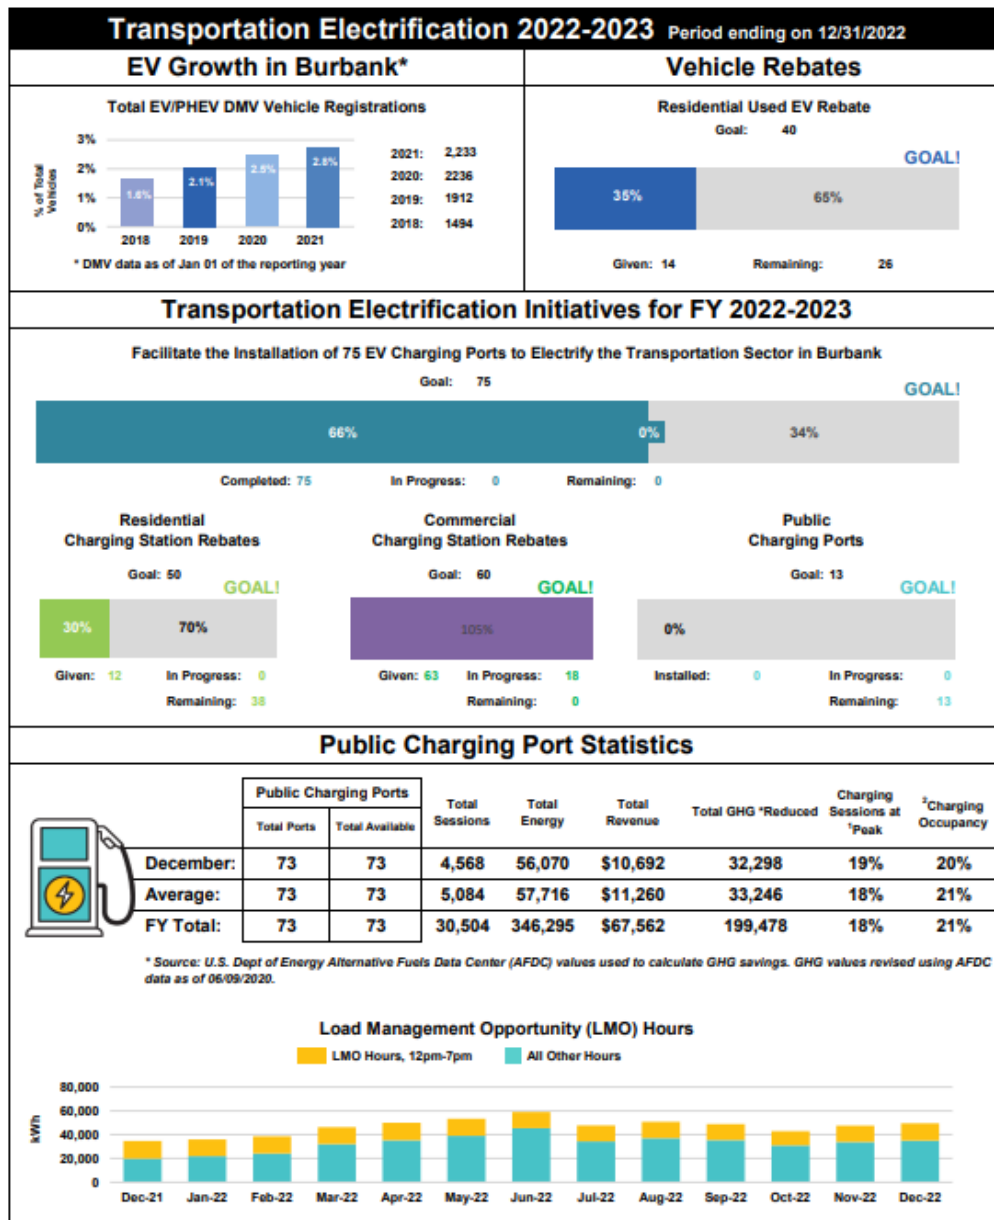 Transportation Electrification 2022-2023 Period ending on 12/31/2022
EV Growth in Burbank*
Total EV/PHEV DMV Vehicle Registrations
% of Total Vehicles
3%
2%
1%
0%
1.6%
2.1%
2.5%
2.8%
2018 2019 2020 2021
2021: 2,233
2020: 2236
2019: 1912
2018: 1494
* DMV data as of Jan 01 of the reporting year
Vehicle Rebates
Residential Used EV Rebate
Goal: 40
GOAL!
35% 65%
Given: 14 Remaining: 26
Transportation Electrification Initiatives for FY 2022-2023
Facilitate the Installation of 75 EV Charging Ports to Electrify the Transportation Sector in Burbank
Goal: 75
GOAL!
66% 0% 34%
Completed: 75 In Progress: 0 Remaining: 0
Residential
Charging Station Rebates
Goal: 50
GOAL!
30% 70%
Given: 12 In Progress: 0
Remaining: 38
Commercial
Charging Station Rebates
Goal: 60
GOAL!
105%
Given: 63 In Progress: 18
Remaining: 0
Public
Charging Ports
Goal: 13
GOAL!
0%
Installed: 0 In Progress: 0
Remaining: 13
Public Charging Port Statistics
Public Charging Ports
Total Ports Total Available
Total Sessions
Total Energy
Total Revenue
Total GHG *Reduced
Charging Sessions at ¹Peak
²Charging Occupancy
December: 73 73 4,568 56,070 $10,692 32,298 19% 20%
Average: 73 73 5,084 57,716 $11,260 33,246 18% 21%
FY Total: 73 73 30,504 346,295 $67,562 199,478 18% 21%
* Source: U.S. Dept of Energy Alternative Fuels Data Center (AFDC) values used to calculate GHG savings. GHG values revised using AFDC
data as of 06/09/2020.
Load Management Opportunity (LMO) Hours
LMO Hours, 12pm-7pm All Other Hours
kWh
80,000
60,000
40,000
20,000
0
Dec-21 Jan-22 Feb-22 Mar-22 Apr-22 May-22 Jun-22 Jul-22 Aug-22 Sep-22 Oct-22 Nov-22 Dec-22